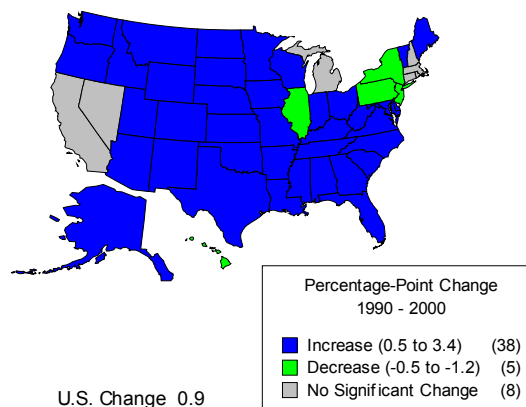 Percentage-Point Change
1990 - 2000
Increase (0.5 to 3.4) (38)
Decrease (-0.5 to -1.2) (5)
No Significant Change (8)
U.S. Change 0.9